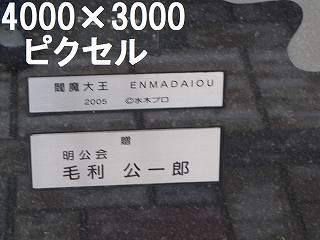 4000×3000
ピクセル
閻魔大王 ENMADAIOU
2005 ©水木プロ
贈
明公会
毛利 公一郎